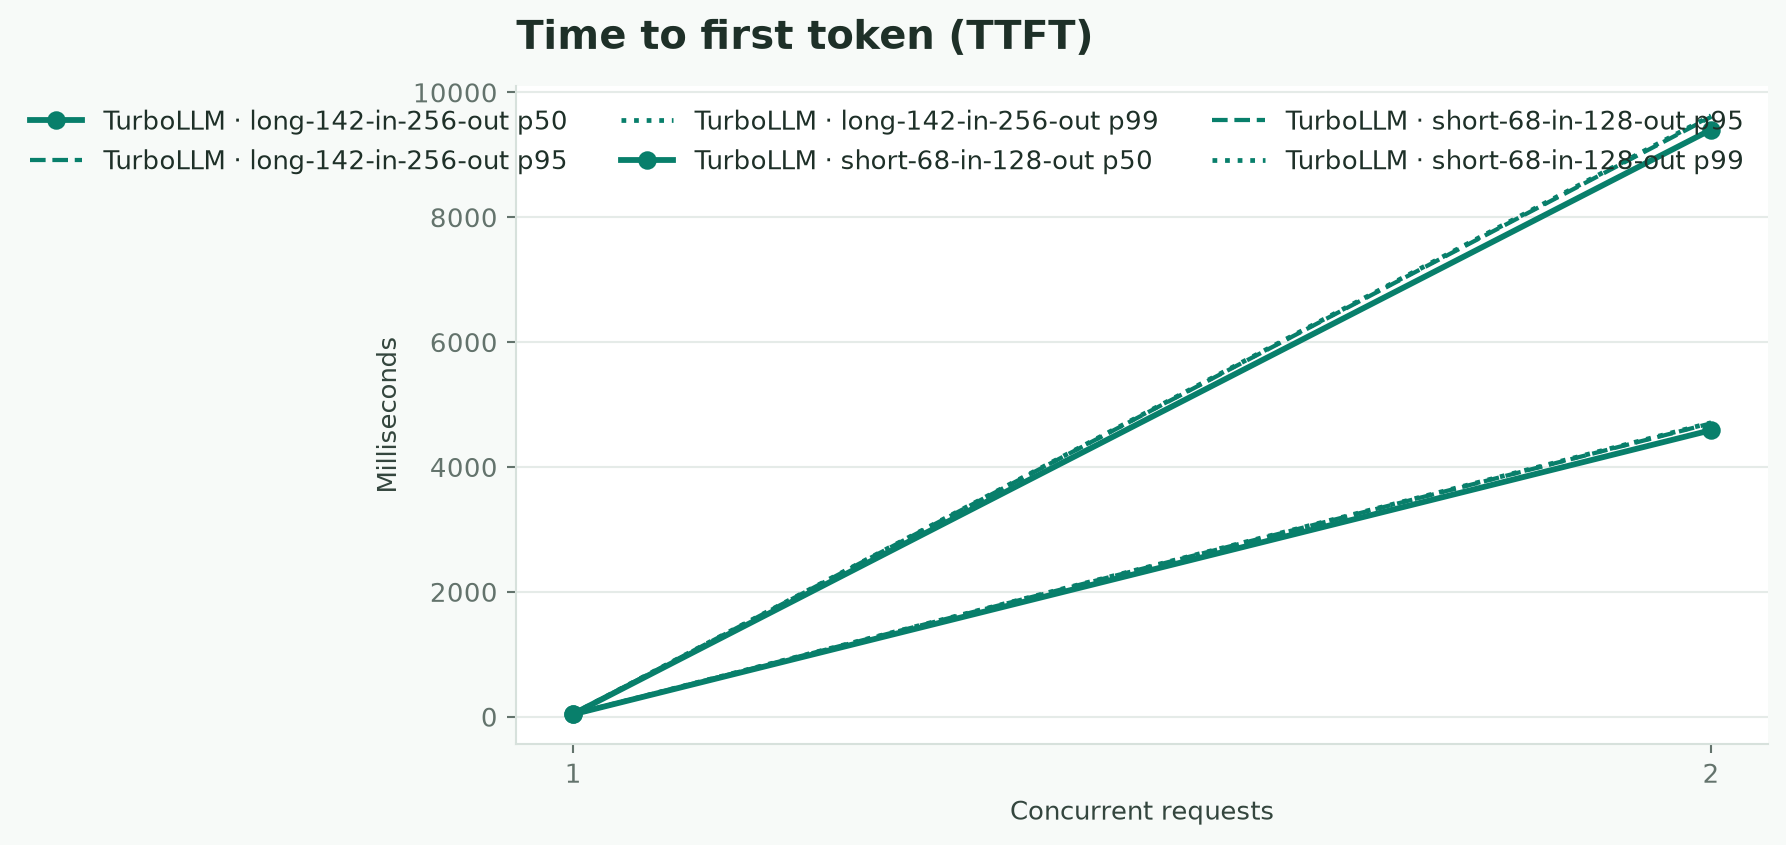 Time to first token (TTFT)
TurboLLM · long-142-in-256-out p50
TurboLLM · long-142-in-256-out p95
TurboLLM · long-142-in-256-out p99
TurboLLM · short-68-in-128-out p50
TurboLLM · short-68-in-128-out p95
TurboLLM · short-68-in-128-out p99
10000
8000
6000
4000
2000
0
Milliseconds
1
2
Concurrent requests